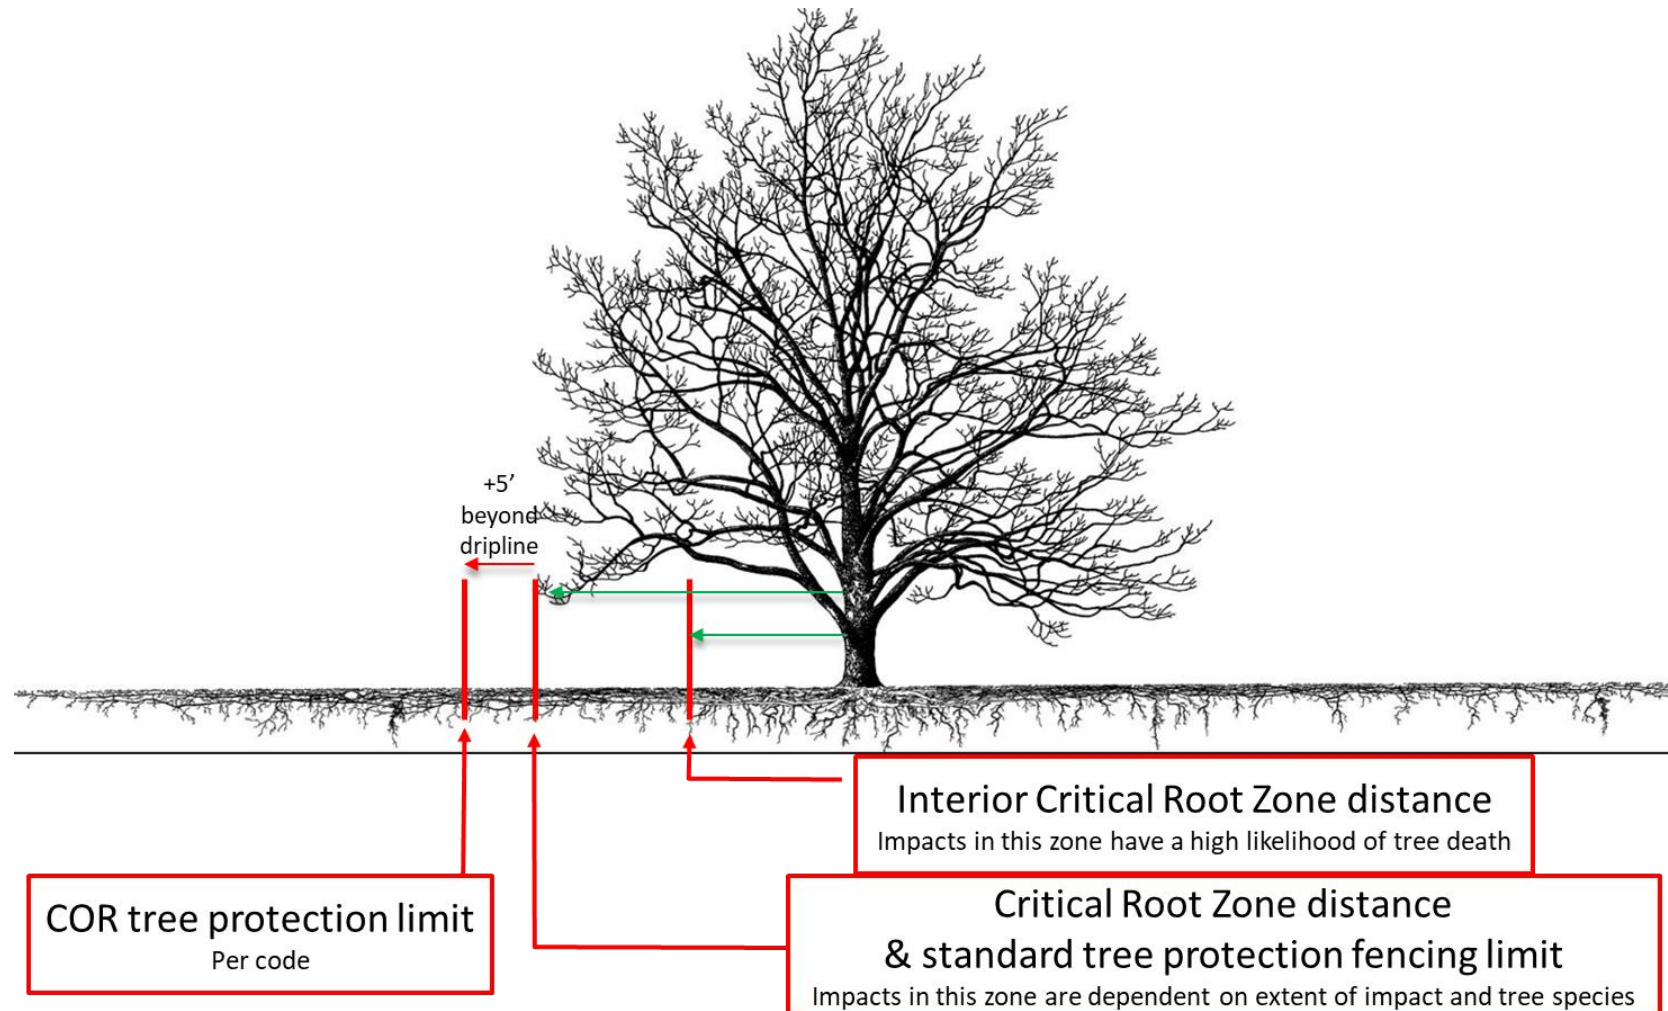 +5’
beyond
dripline
Interior Critical Root Zone distance
Impacts in this zone have a high likelihood of tree death
COR tree protection limit
Per code
Critical Root Zone distance
& standard tree protection fencing limit
Impacts in this zone are dependent on extent of impact and tree species